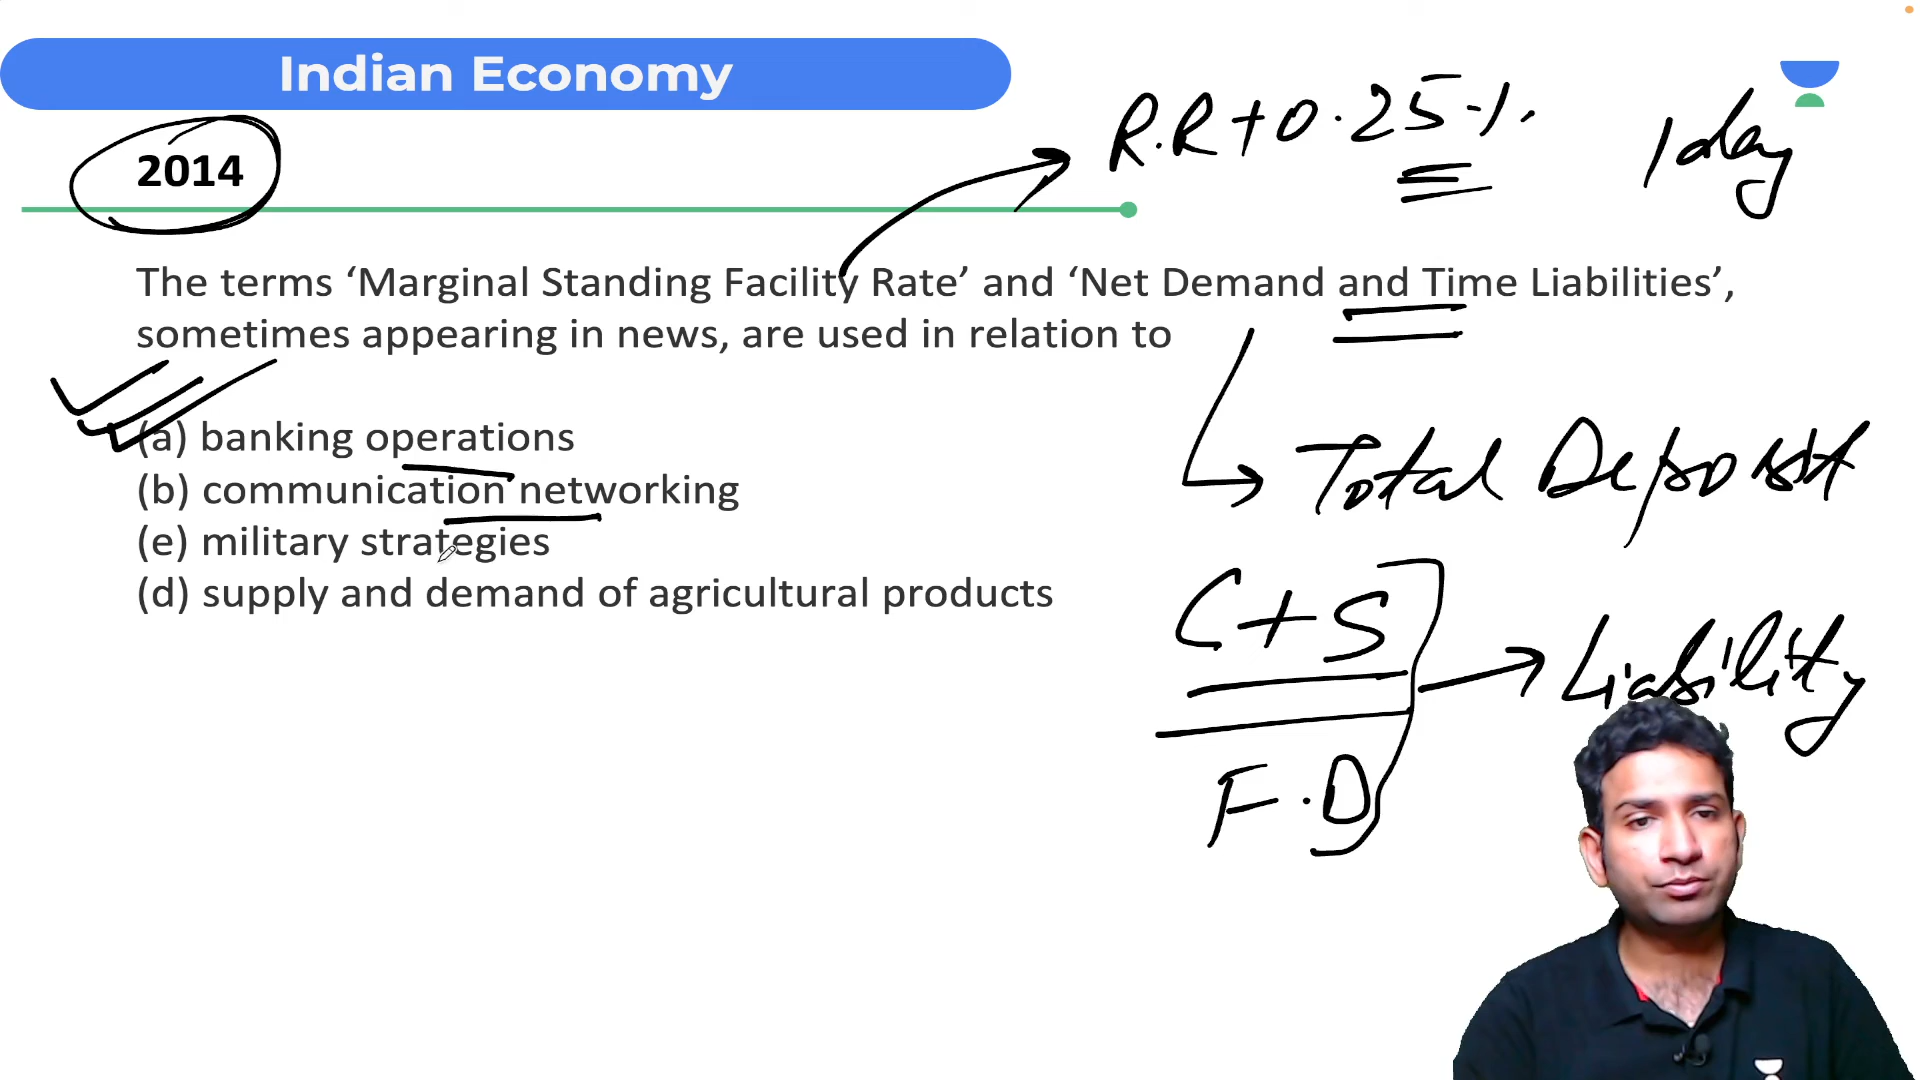 Indian Economy
R.R + 0.25%.
1 day
2014
The terms ‘Marginal Standing Facility Rate’ and ‘Net Demand and Time Liabilities’,
sometimes appearing in news, are used in relation to
(a) banking operations
(b) communication networking
(e) military strategies
(d) supply and demand of agricultural products
Total Deposit
C+S
Liability
F.D